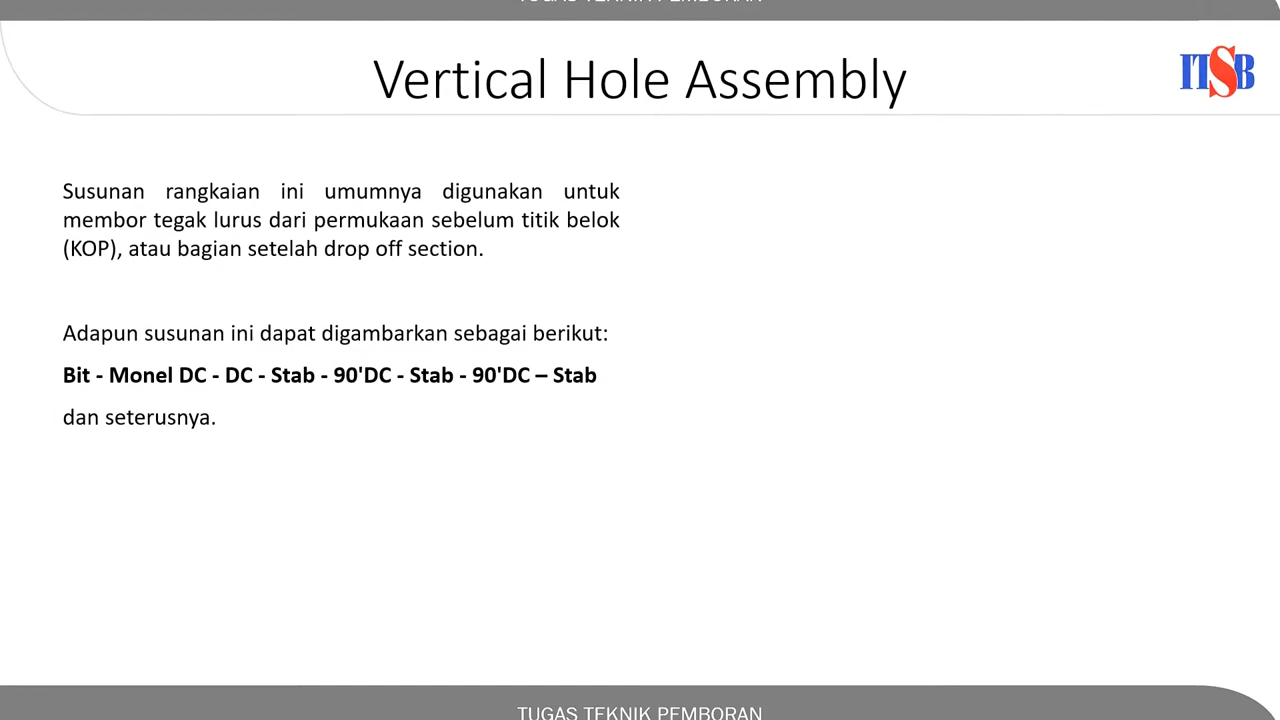 TUGAS TEKNIK PEMBORAN
Vertical Hole Assembly
ITSB
Susunan rangkaian ini umumnya digunakan untuk
membor tegak lurus dari permukaan sebelum titik belok
(KOP), atau bagian setelah drop off section.
Adapun susunan ini dapat digambarkan sebagai berikut:
Bit - Monel DC - DC - Stab - 90'DC - Stab - 90'DC – Stab
dan seterusnya.
TUGAS TEKNIK PEMBORAN